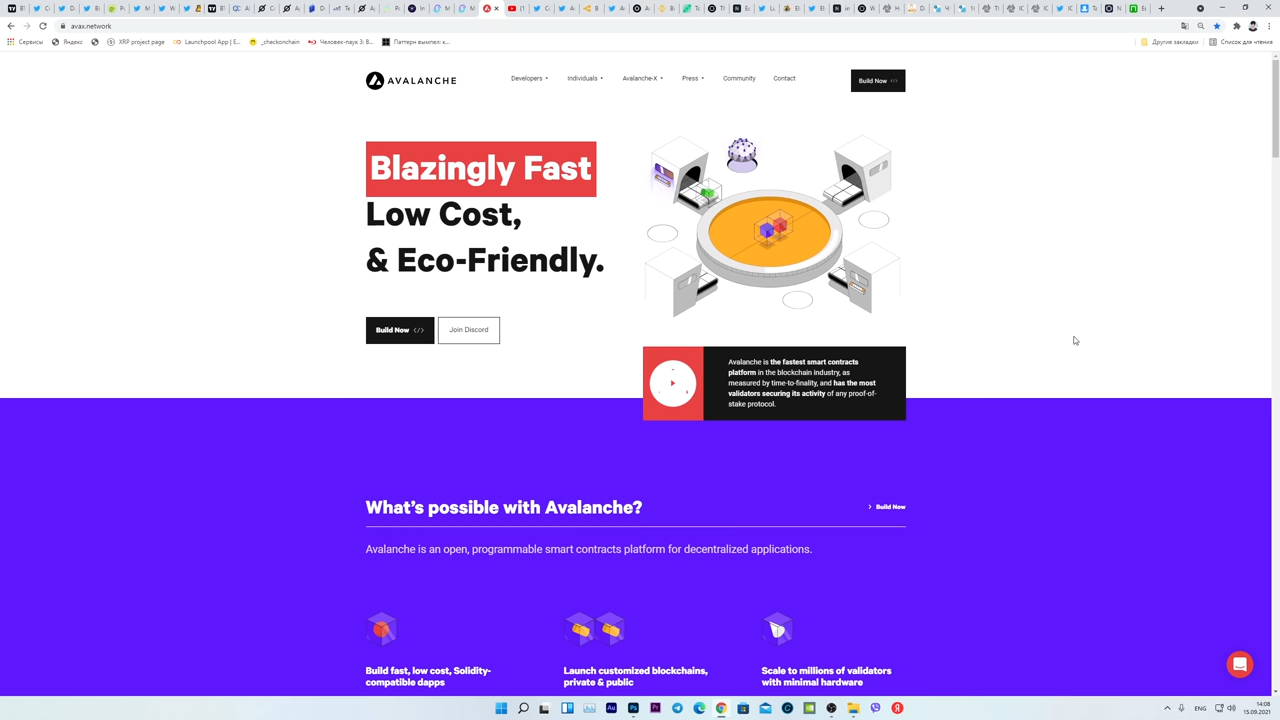 avax.network
Сервисы
Яндекс
XRP project page
Launchpool App | E...
_checkonchain
Человек-паук 3: В...
Паттерн вымпел: к...
Другие закладки
Список для чтения
AVALANCHE
Developers
Individuals
Avalanche-X
Press
Community
Contact
Build Now
Blazingly Fast
Low Cost,
& Eco-Friendly.
Build Now
Join Discord
Avalanche is the fastest smart contracts
platform in the blockchain industry, as
measured by time-to-finality, and has the most
validators securing its activity of any proof-of-
stake protocol.
What's possible with Avalanche?
Build Now
Avalanche is an open, programmable smart contracts platform for decentralized applications.
Build fast, low cost, Solidity-
compatible dapps
Launch customized blockchains,
private & public
Scale to millions of validators
with minimal hardware
ENG
14:08
15.09.2021